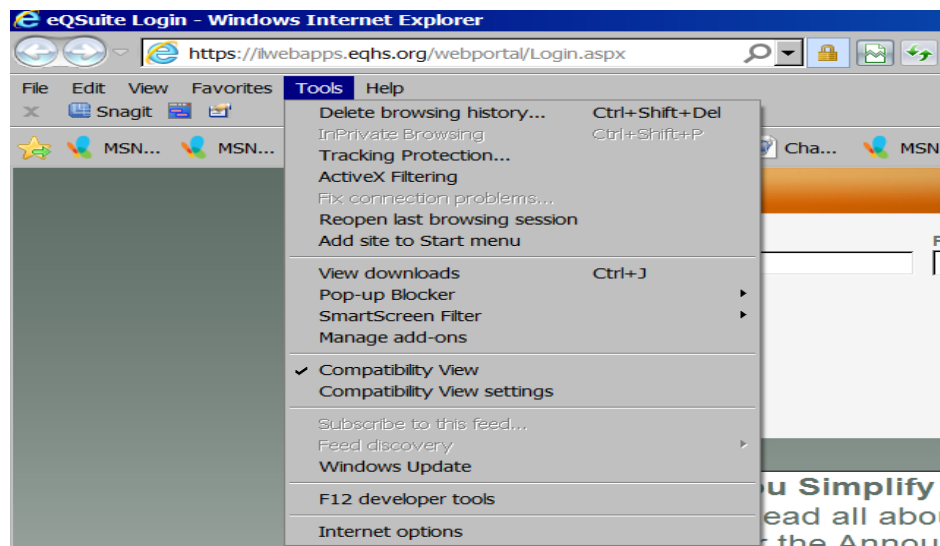 eQSuite Login - Windows Internet Explorer
https://ilwebapps.eqhs.org/webportal/Login.aspx
File Edit View Favorites Tools Help
Snagit
MSN... MSN... Cha... MSN
Delete browsing history... Ctrl+Shift+Del
InPrivate Browsing Ctrl+Shift+P
Tracking Protection...
ActiveX Filtering
Fix connection problems...
Reopen last browsing session
Add site to Start menu
View downloads Ctrl+J
Pop-up Blocker
SmartScreen Filter
Manage add-ons
Compatibility View
Compatibility View settings
Subscribe to this feed...
Feed discovery
Windows Update
F12 developer tools
Internet options
u Simplify
ead all abo
the Annou